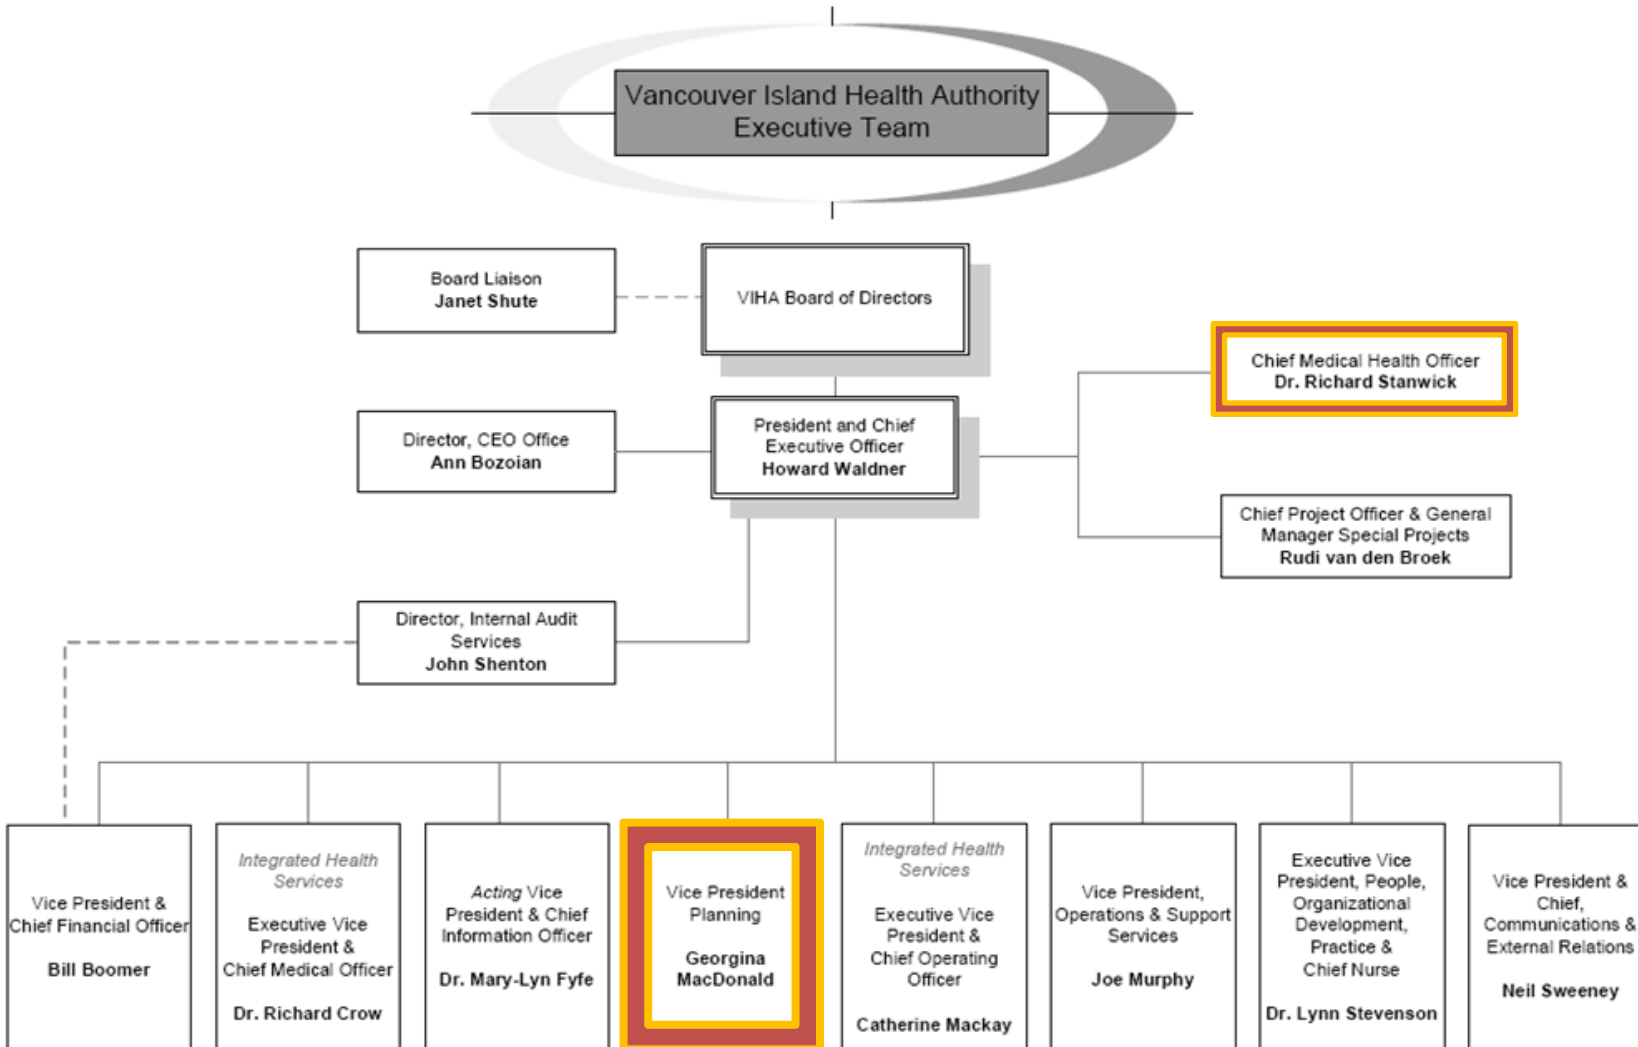 Vancouver Island Health Authority
Executive Team
Board Liaison
Janet Shute
VIHA Board of Directors
Chief Medical Health Officer
Dr. Richard Stanwick
Director, CEO Office
Ann Bozoian
President and Chief
Executive Officer
Howard Waldner
Chief Project Officer & General
Manager Special Projects
Rudi van den Broek
Director, Internal Audit
Services
John Shenton
Vice President &
Chief Financial Officer
Bill Boomer
Integrated Health
Services
Executive Vice
President &
Chief Medical Officer
Dr. Richard Crow
Acting Vice
President & Chief
Information Officer
Dr. Mary-Lyn Fyfe
Vice President
Planning
Georgina
MacDonald
Integrated Health
Services
Executive Vice
President &
Chief Operating
Officer
Catherine Mackay
Vice President,
Operations & Support
Services
Joe Murphy
Executive Vice
President, People,
Organizational
Development,
Practice &
Chief Nurse
Dr. Lynn Stevenson
Vice President &
Chief,
Communications &
External Relations
Neil Sweeney